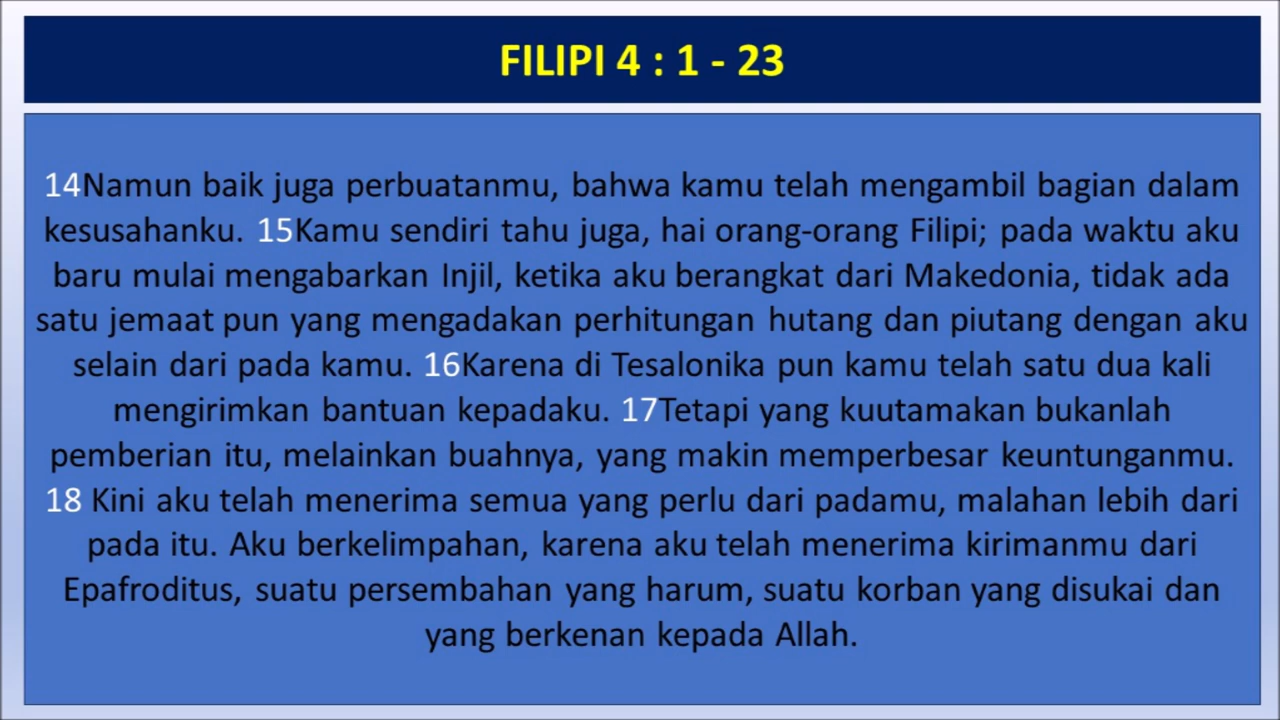 FILIPI 4 : 1 - 23
14Namun baik juga perbuatanmu, bahwa kamu telah mengambil bagian dalam
kesusahanku. 15Kamu sendiri tahu juga, hai orang-orang Filipi; pada waktu aku
baru mulai mengabarkan Injil, ketika aku berangkat dari Makedonia, tidak ada
satu jemaat pun yang mengadakan perhitungan hutang dan piutang dengan aku
selain dari pada kamu. 16Karena di Tesalonika pun kamu telah satu dua kali
mengirimkan bantuan kepadaku. 17Tetapi yang kuutamakan bukanlah
pemberian itu, melainkan buahnya, yang makin memperbesar keuntunganmu.
18 Kini aku telah menerima semua yang perlu dari padamu, malahan lebih dari
pada itu. Aku berkelimpahan, karena aku telah menerima kirimanmu dari
Epafroditus, suatu persembahan yang harum, suatu korban yang disukai dan
yang berkenan kepada Allah.